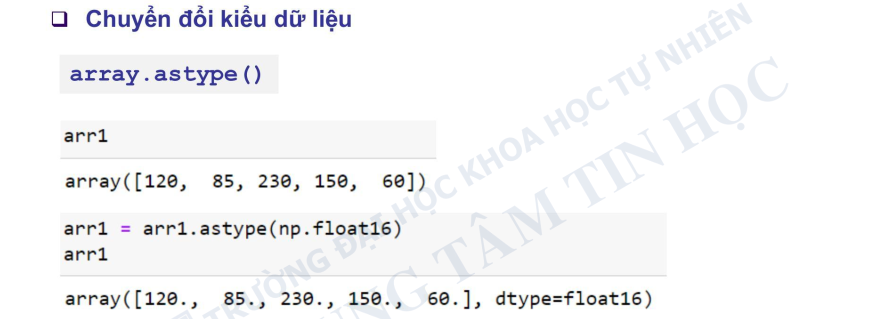 ❑ Chuyển đổi kiểu dữ liệu
array.astype()
arr1
array([120,  85, 230, 150,  60])
arr1 = arr1.astype(np.float16)
arr1
array([120.,  85., 230., 150.,  60.], dtype=float16)
TRƯỜNG ĐẠI HỌC KHOA HỌC TỰ NHIÊN
TRUNG TÂM TIN HỌC